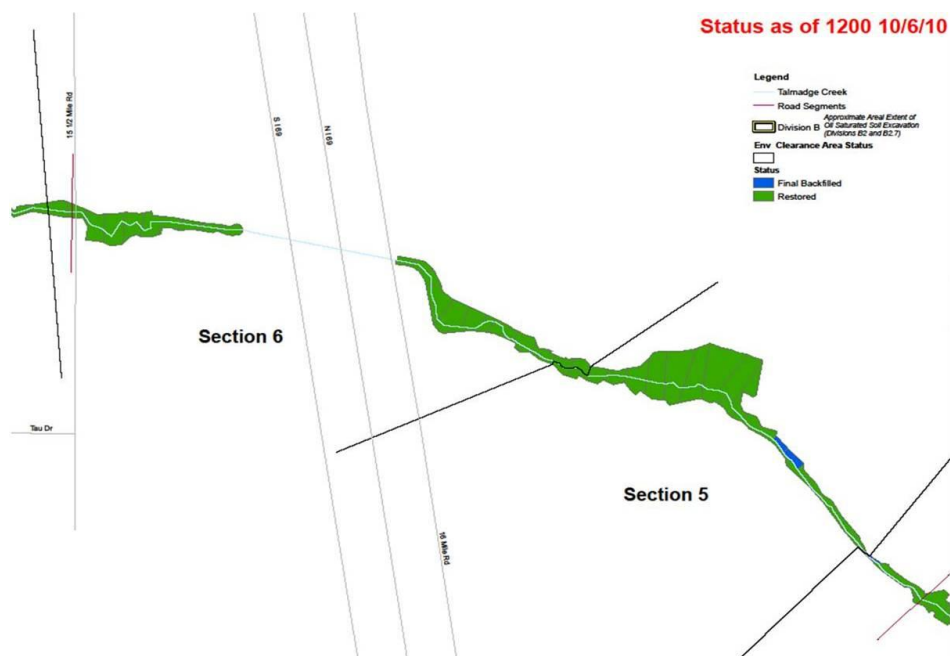 Status as of 1200 10/6/10
Legend
Talmadge Creek
Road Segments
Division B
Approximate Areal Extent of
Oil Saturated Soil Excavation
(Divisions B2 and B2.7)
Env Clearance Area Status
Status
Final Backfilled
Restored
15 1/2 Mile Rd
S I 69
N I 69
Section 6
Tau Dr
Section 5
16 Mile Rd